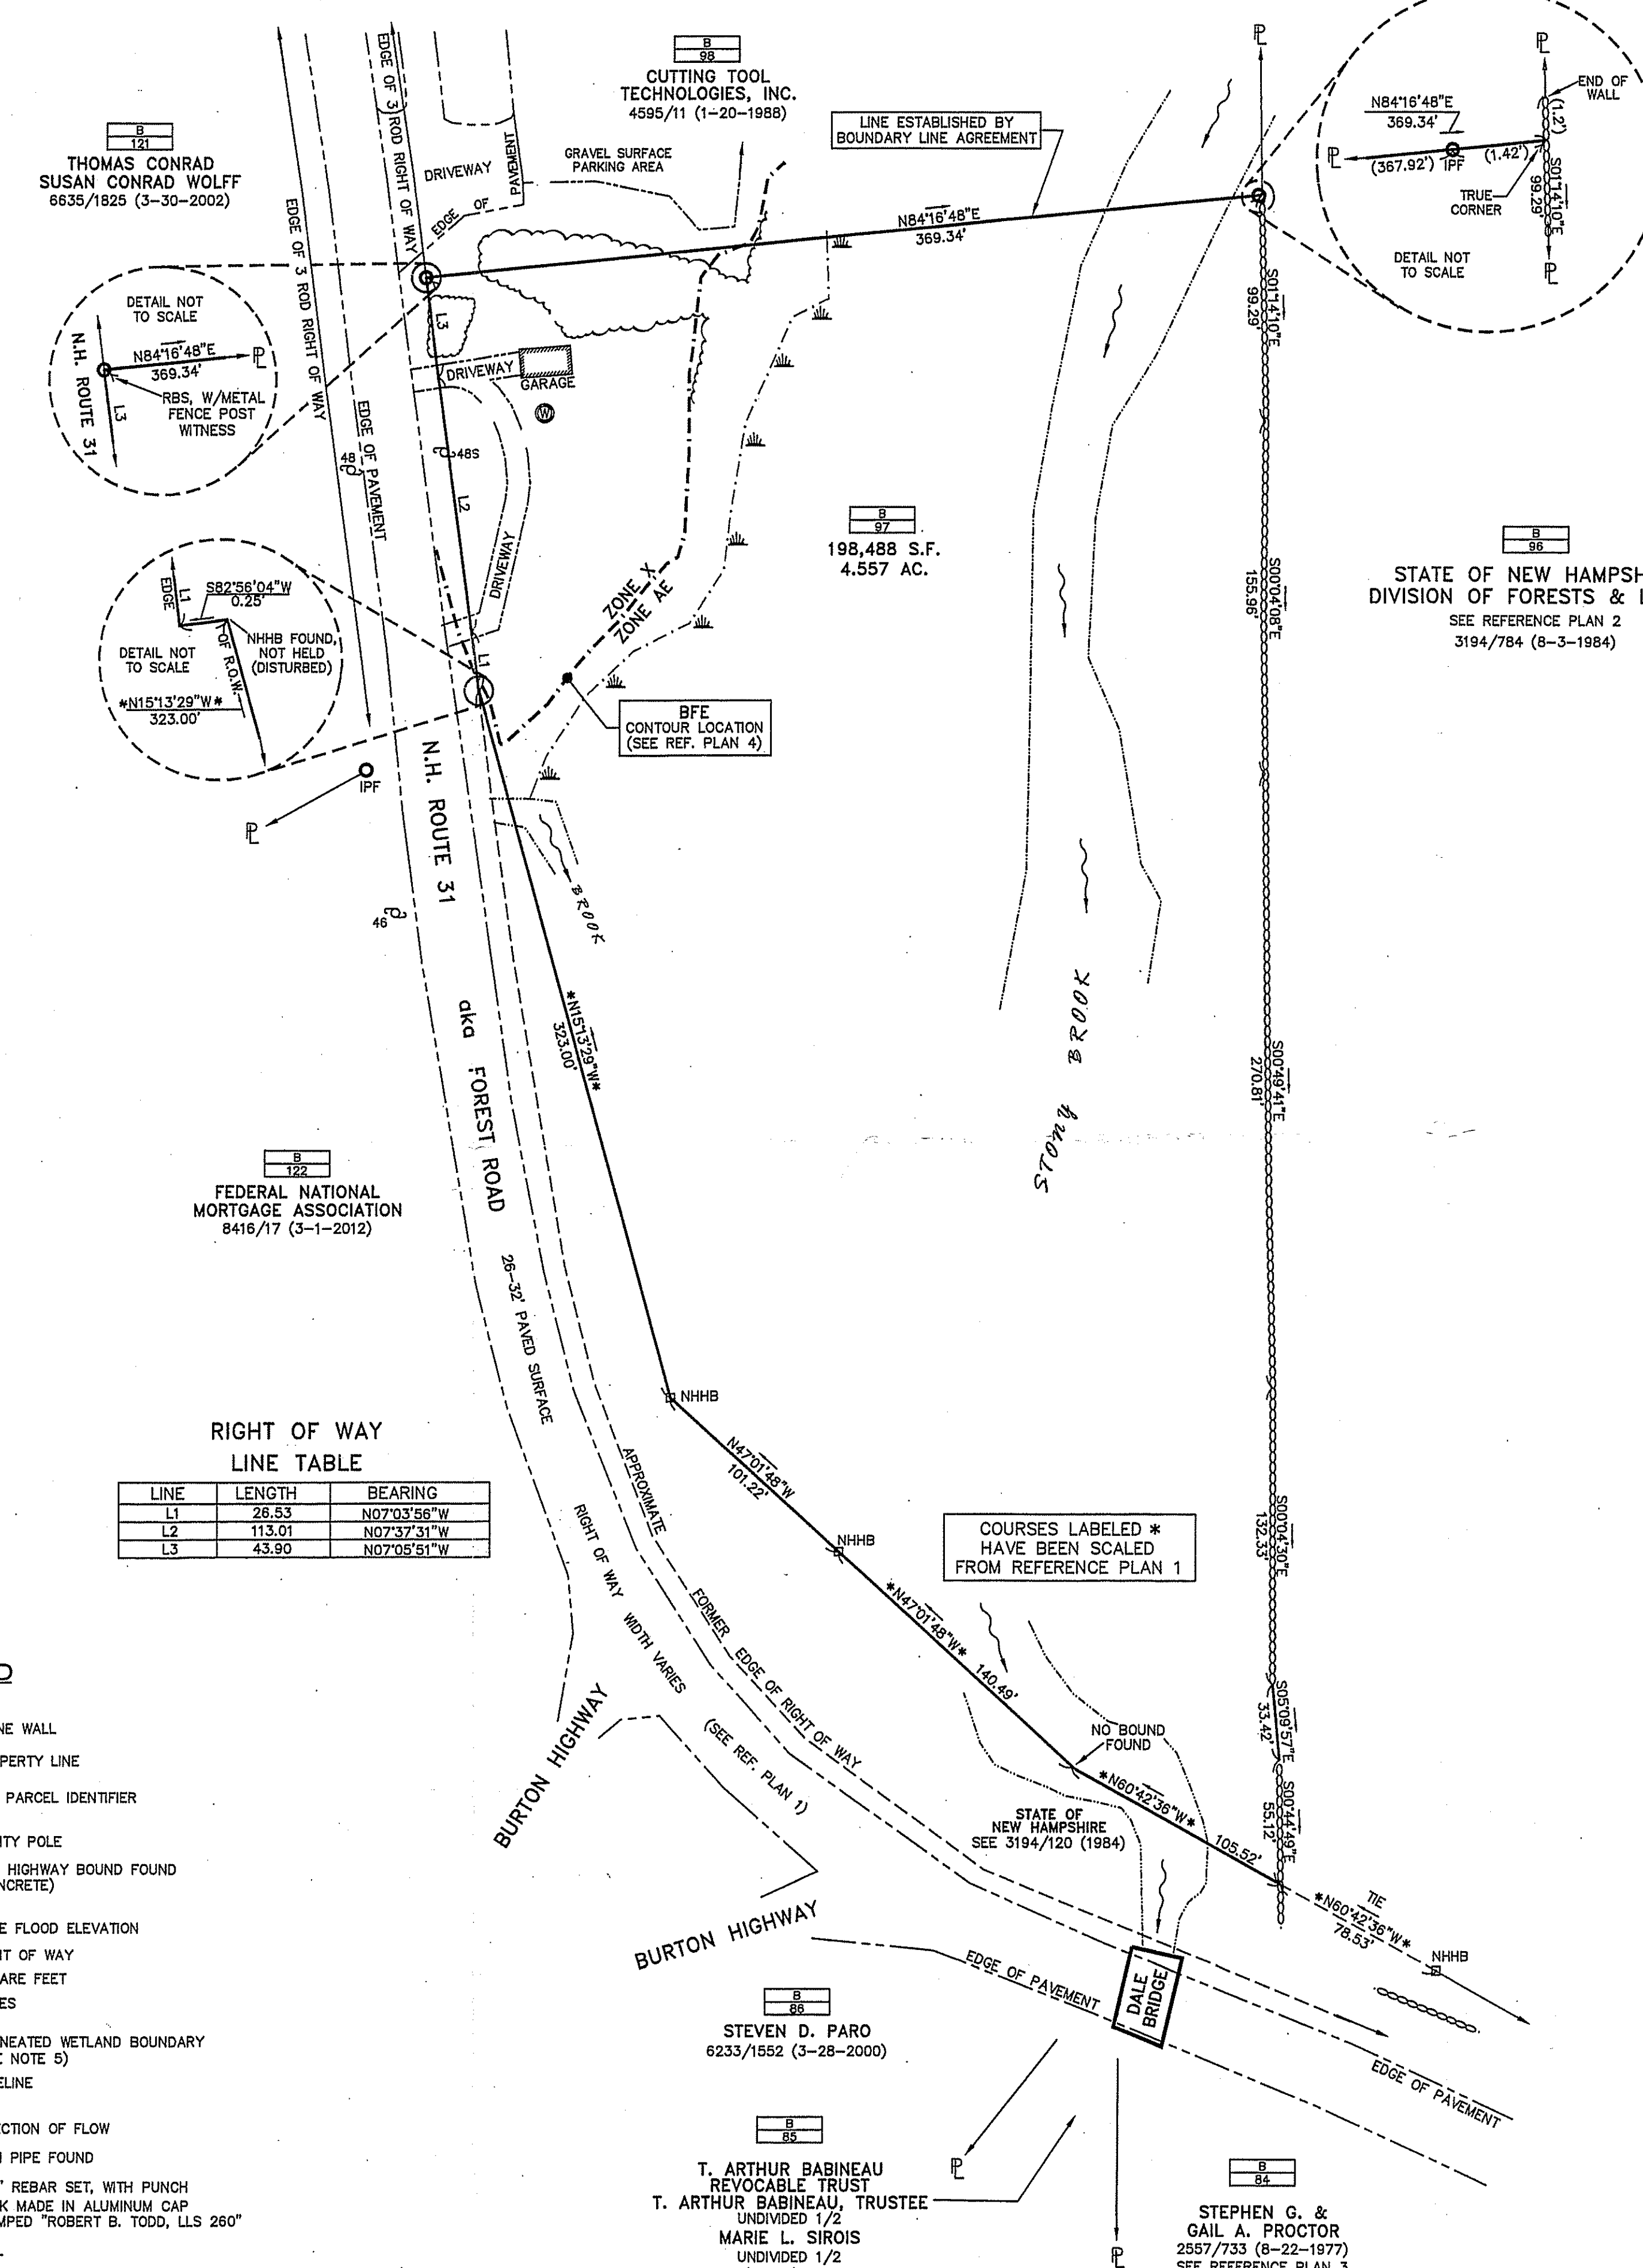 B
98
CUTTING TOOL
TECHNOLOGIES, INC.
4595/11 (1-20-1988)
B
121
THOMAS CONRAD
SUSAN CONRAD WOLFF
6635/1825 (3-30-2002)
EDGE OF 3 ROD RIGHT OF WAY
EDGE OF 3 ROD RIGHT OF WAY
DRIVEWAY
EDGE OF PAVEMENT
GRAVEL SURFACE
PARKING AREA
LINE ESTABLISHED BY
BOUNDARY LINE AGREEMENT
N84°16'48"E
369.34'
PL
PL
END OF
WALL
(1.2')
N84°16'48"E
369.34'
PL
(367.92')
IPF
(1.42')
TRUE
CORNER
S01°14'10"E
99.29'
PL
DETAIL NOT
TO SCALE
DETAIL NOT
TO SCALE
N.H. ROUTE 31
N84°16'48"E
369.34'
PL
L3
RBS, W/METAL
FENCE POST
WITNESS
L3
DRIVEWAY
GARAGE
W
48
48S
EDGE OF PAVEMENT
L2
DRIVEWAY
L1
S01°14'10"E
99.29'
B
97
198,488 S.F.
4.557 AC.
B
96
STATE OF NEW HAMPSH
DIVISION OF FORESTS & L
SEE REFERENCE PLAN 2
3194/784 (8-3-1984)
S00°04'08"E
155.96'
ZONE X
ZONE AE
EDGE
L1
S82°56'04"W
0.25'
NHHB FOUND,
NOT HELD
(DISTURBED)
OF R.O.W.
DETAIL NOT
TO SCALE
*N15°13'29"W*
323.00'
BFE
CONTOUR LOCATION
(SEE REF. PLAN 4)
IPF
PL
N.H. ROUTE 31
aka FOREST ROAD
46
BROOK
*N15°13'29"W*
323.00'
STONY BROOK
S00°49'41"E
270.81'
B
122
FEDERAL NATIONAL
MORTGAGE ASSOCIATION
8416/17 (3-1-2012)
26-32' PAVED SURFACE
NHHB
RIGHT OF WAY
LINE TABLE
LINE LENGTH BEARING
L1 26.53 N07°03'56"W
L2 113.01 N07°37'31"W
L3 43.90 N07°05'51"W
N47°01'48"W
101.22'
NHHB
APPROXIMATE FORMER EDGE OF RIGHT OF WAY
RIGHT OF WAY WIDTH VARIES
(SEE REF. PLAN 1)
COURSES LABELED *
HAVE BEEN SCALED
FROM REFERENCE PLAN 1
S00°04'30"E
132.33'
*N47°01'48"W*
140.49'
NO BOUND
FOUND
S05°09'57"E
33.42'
*N60°42'36"W*
105.52'
S00°44'49"E
55.12'
STATE OF
NEW HAMPSHIRE
SEE 3194/120 (1984)
BURTON HIGHWAY
BURTON HIGHWAY
TIE
*N60°42'36"W*
78.53'
NHHB
EDGE OF PAVEMENT
DALE
BRIDGE
EDGE OF PAVEMENT
D
NE WALL
PERTY LINE
PARCEL IDENTIFIER
ITY POLE
HIGHWAY BOUND FOUND
NCRETE)
E FLOOD ELEVATION
IT OF WAY
ARE FEET
ES
NEATED WETLAND BOUNDARY
E NOTE 5)
ELINE
ECTION OF FLOW
N PIPE FOUND
" REBAR SET, WITH PUNCH
K MADE IN ALUMINUM CAP
MPED "ROBERT B. TODD, LLS 260"
B
86
STEVEN D. PARO
6233/1552 (3-28-2000)
B
85
T. ARTHUR BABINEAU
REVOCABLE TRUST
T. ARTHUR BABINEAU, TRUSTEE
UNDIVIDED 1/2
MARIE L. SIROIS
UNDIVIDED 1/2
PL
PL
B
84
STEPHEN G. &
GAIL A. PROCTOR
2557/733 (8-22-1977)
SEE REFERENCE PLAN 3